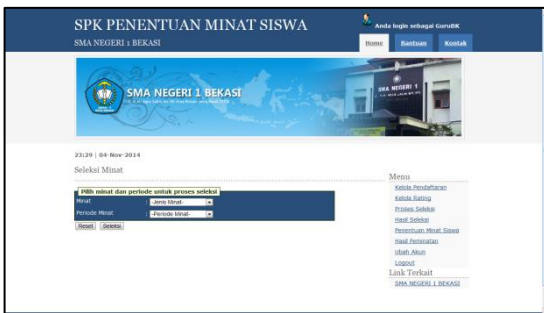 SPK PENENTUAN MINAT SISWA
SMA NEGERI 1 BEKASI
Anda login sebagai GuruBK
Home
Bantuan
Kontak
SMA NEGERI 1 BEKASI
SMA NEGERI 1
23:29 | 04-Nov-2014
Seleksi Minat
Pilih minat dan periode untuk proses seleksi
Minat : -Jenis Minat-
Periode Minat : -Periode Minat-
Reset Seleksi
Menu
Kelola Pendaftaran
Kelola Rating
Proses Seleksi
Hasil Seleksi
Penentuan Minat Siswa
Hasil Peminatan
Ubah Akun
Logout
Link Terkait
SMA NEGERI 1 BEKASI